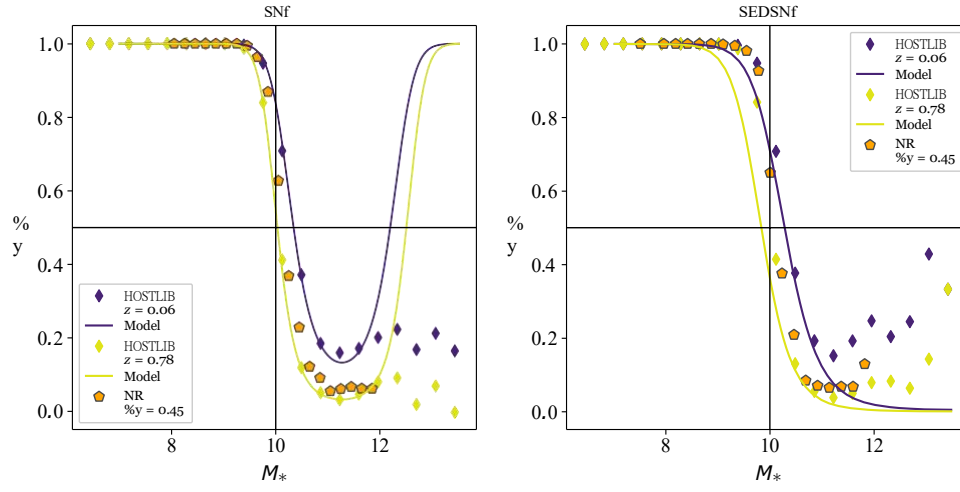 SNf
1.0
0.8
0.6
%
y
0.4
0.2
0.0
HOSTLIB
z = 0.06
Model
HOSTLIB
z = 0.78
Model
NR
%y = 0.45
8
10
12
M*
SEDSNf
1.0
0.8
0.6
%
y
0.4
0.2
0.0
HOSTLIB
z = 0.06
Model
HOSTLIB
z = 0.78
Model
NR
%y = 0.45
8
10
12
M*